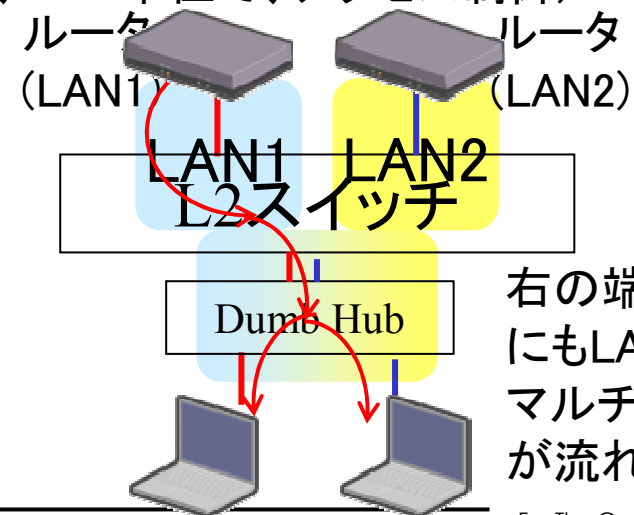 ルータ
(LAN1)
ルータ
(LAN2)
LAN1 LAN2
L2スイッチ
Dumb Hub
右の端
にもLA
マルチ
が流れ